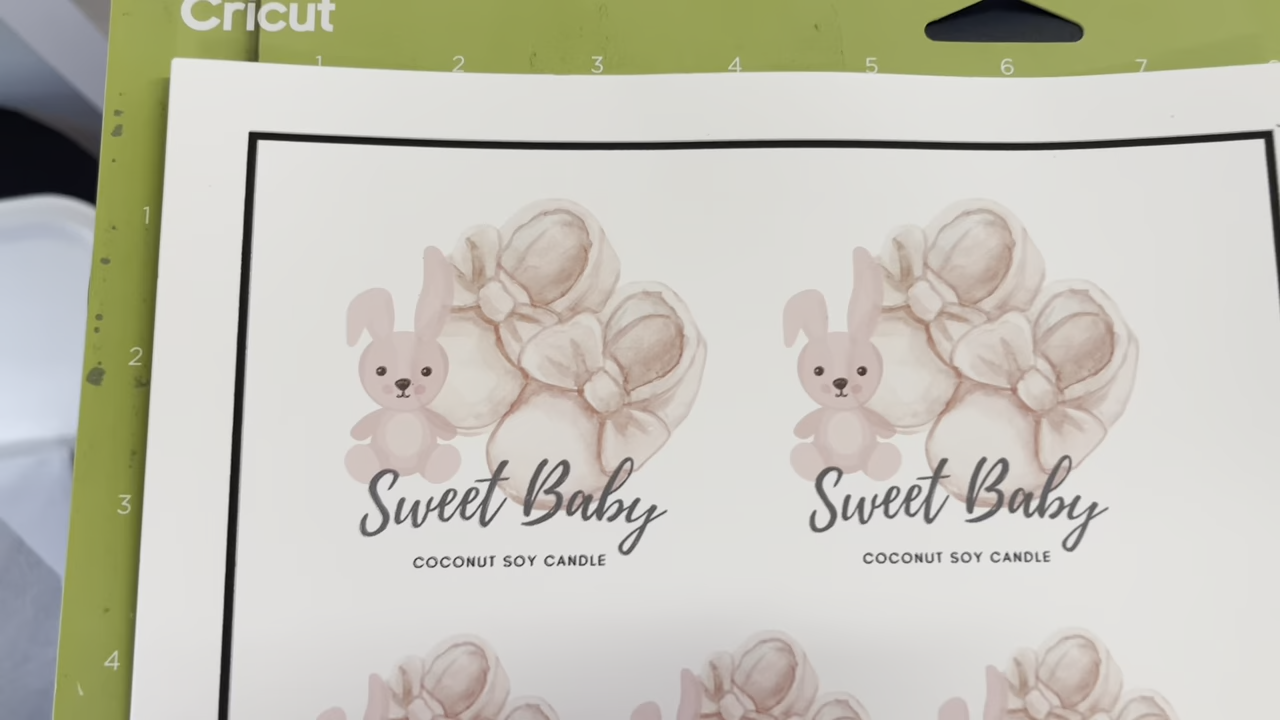 Cricut
1 2 3 4 5 6 7
1
2
3
4
Sweet Baby
COCONUT SOY CANDLE
Sweet Baby
COCONUT SOY CANDLE